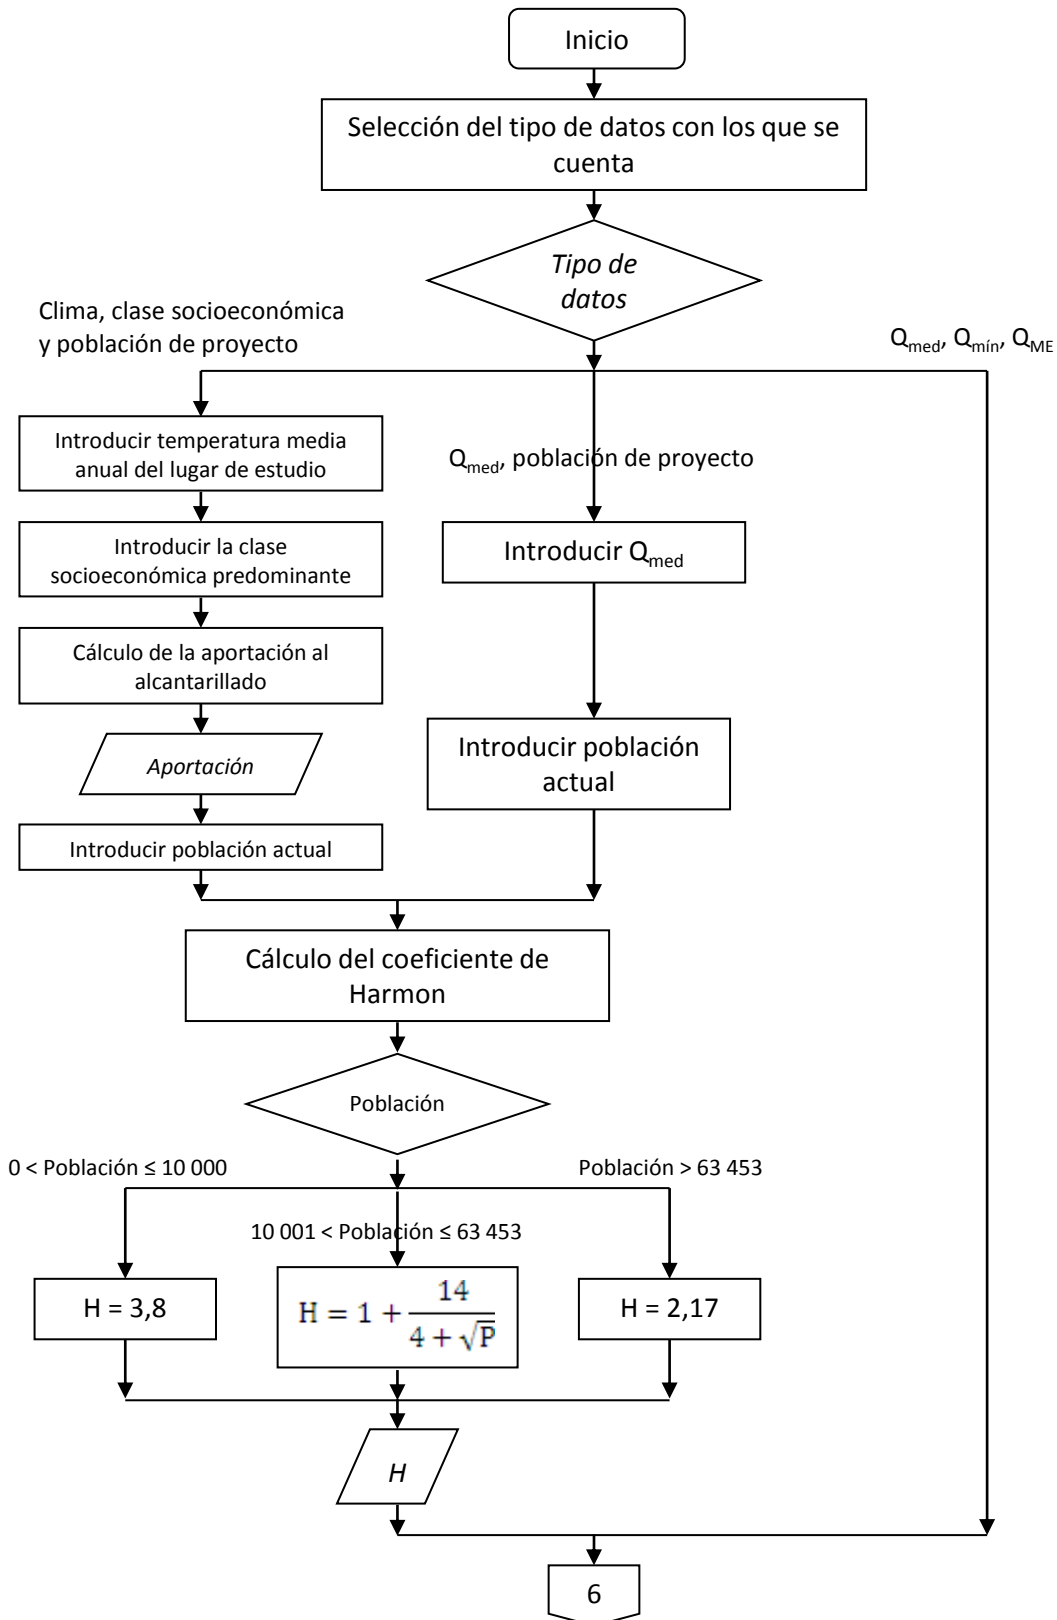 Inicio
Selección del tipo de datos con los que se
cuenta
Tipo de
datos
Clima, clase socioeconómica
y población de proyecto
Qmed, Qmín, QME
Introducir temperatura media
anual del lugar de estudio
Qmed, población de proyecto
Introducir la clase
socioeconómica predominante
Introducir Qmed
Cálculo de la aportación al
alcantarillado
Aportación
Introducir población
actual
Introducir población actual
Cálculo del coeficiente de
Harmon
Población
0 < Población ≤ 10 000
Población > 63 453
10 001 < Población ≤ 63 453
H = 3,8
H = 1 + 14 / (4 + √P)
H = 2,17
H
6